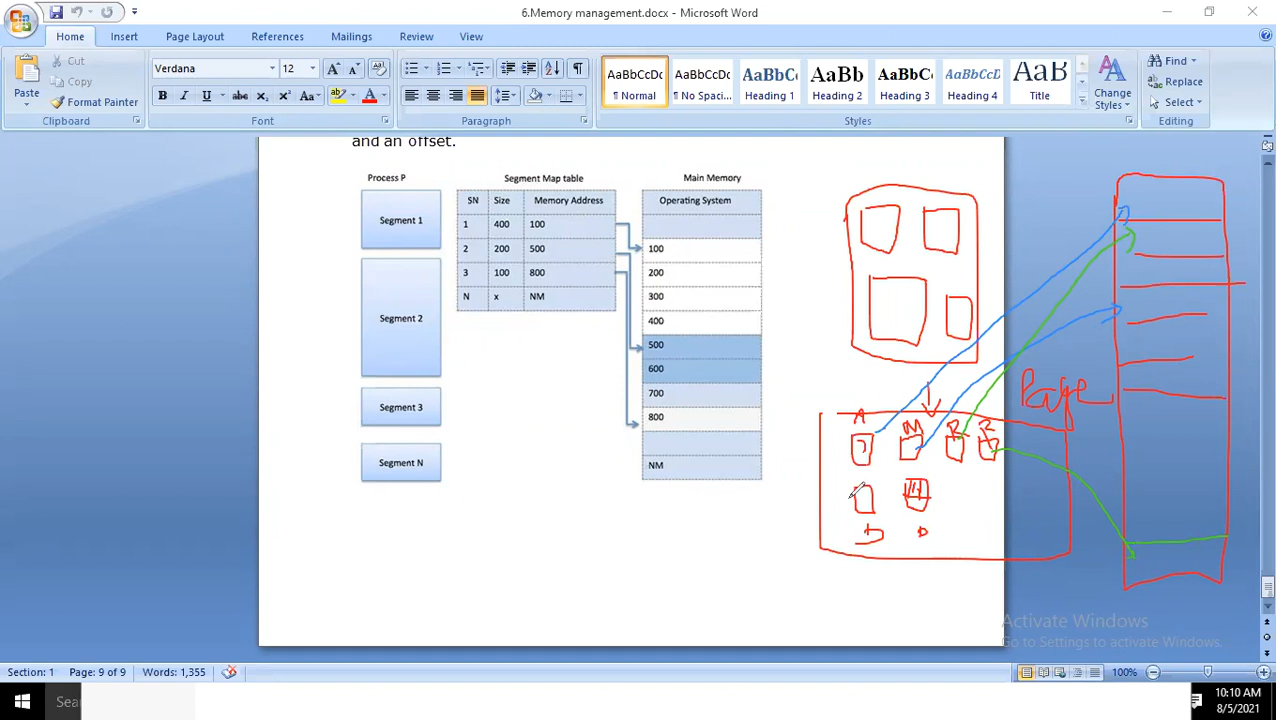 6.Memory management.docx - Microsoft Word
Home Insert Page Layout References Mailings Review View
Cut
Copy
Format Painter
Paste
Clipboard
Verdana 12
B I U abc x₂ x² Aa
Font
Paragraph
AaBbCcDc AaBbCcDc AaBbC AaBb AaBbCc AaBbCcD AaB
¶ Normal ¶ No Spaci... Heading 1 Heading 2 Heading 3 Heading 4 Title
Change Styles
Styles
Find
Replace
Select
Editing
and an offset.
Process P
Segment 1
Segment 2
Segment 3
Segment N
Segment Map table
SN Size Memory Address
1 400 100
2 200 500
3 100 800
N x NM
Main Memory
Operating System
100
200
300
400
500
600
700
800
NM
Page
A M R R
D D
Activate Windows
Go to Settings to activate Windows.
Section: 1 Page: 9 of 9 Words: 1,355 100%
Sea
10:10 AM
8/5/2021